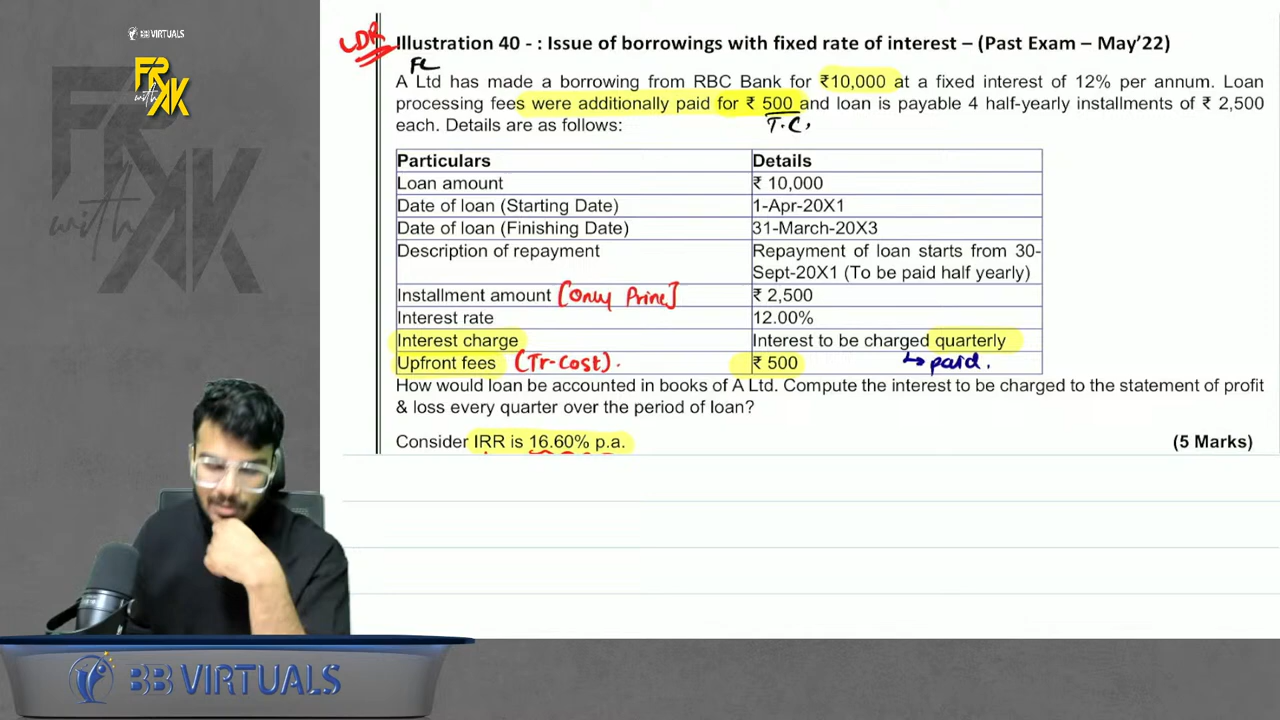 BB VIRTUALS
FR
with
AK
LDR
Illustration 40 - : Issue of borrowings with fixed rate of interest – (Past Exam – May'22)
FL
A Ltd has made a borrowing from RBC Bank for ₹10,000 at a fixed interest of 12% per annum. Loan
processing fees were additionally paid for ₹ 500 and loan is payable 4 half-yearly installments of ₹ 2,500
each. Details are as follows:
T.C,
Particulars Details
Loan amount ₹ 10,000
Date of loan (Starting Date) 1-Apr-20X1
Date of loan (Finishing Date) 31-March-20X3
Description of repayment Repayment of loan starts from 30-
Sept-20X1 (To be paid half yearly)
Installment amount [Only Prine] ₹ 2,500
Interest rate 12.00%
Interest charge Interest to be charged quarterly
Upfront fees (Tr-Cost). ₹ 500 ↳ paid.
How would loan be accounted in books of A Ltd. Compute the interest to be charged to the statement of profit
& loss every quarter over the period of loan?
Consider IRR is 16.60% p.a. (5 Marks)
FR
with
AK
BB VIRTUALS